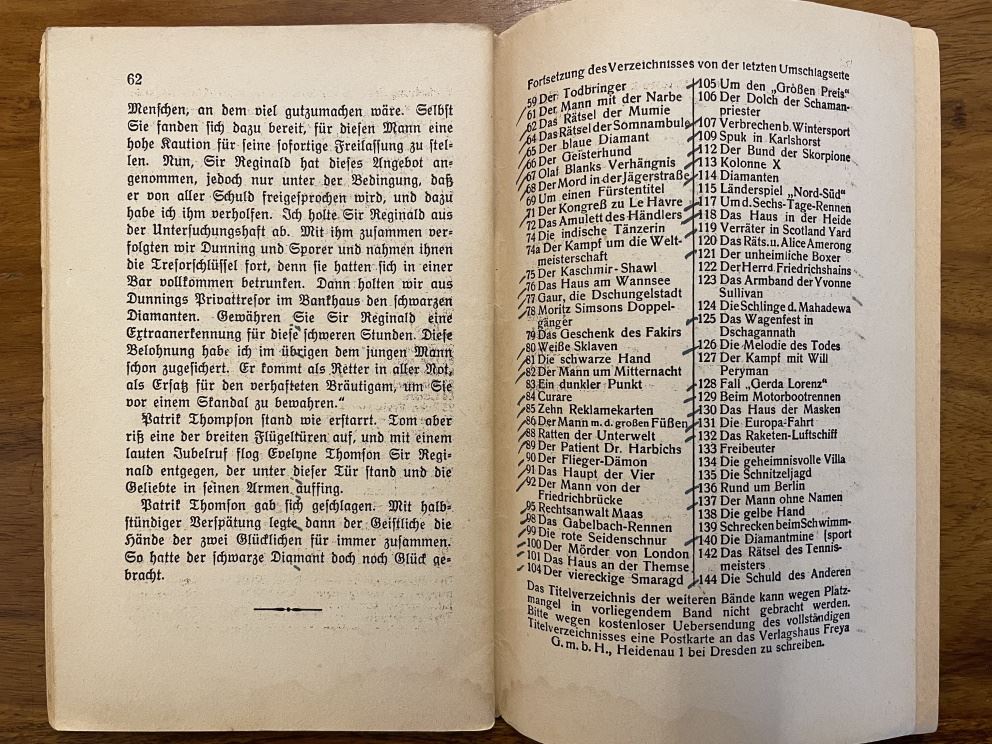 62
Menschen, an dem viel gutzumachen wäre. Selbst
Sie fanden sich dazu bereit, für diesen Mann eine
hohe Kaution für seine sofortige Freilassung zu stel-
len. Nun, Sir Reginald hat dieses Angebot an-
genommen, jedoch nur unter der Bedingung, daß
er von aller Schuld freigesprochen wird, und dazu
habe ich ihm verholfen. Ich holte Sir Reginald aus
der Untersuchungshaft ab. Mit ihm zusammen ver-
folgten wir Dunning und Sporer und nahmen ihnen
die Tresorschlüssel fort, denn sie hatten sich in einer
Bar vollkommen betrunken. Dann holten wir aus
Dunnings Privattresor im Bankhaus den schwarzen
Diamanten. Gewähren Sie Sir Reginald eine
Extraanerkennung für diese schweren Stunden. Diese
Belohnung habe ich im übrigen dem jungen Mann
schon zugesichert. Er kommt als Retter in aller Not,
als Ersatz für den verhafteten Bräutigam, um Sie
vor einem Skandal zu bewahren.“
Patrik Thompson stand wie erstarrt. Tom aber
riß eine der breiten Flügeltüren auf, und mit einem
lauten Jubelruf flog Evelyne Thomson Sir Regi-
nald entgegen, der unter dieser Tür stand und die
Geliebte in seinen Armen auffing.
Patrik Thomson gab sich geschlagen. Mit halb-
stündiger Verspätung legte dann der Geistliche die
Hände der zwei Glücklichen für immer zusammen.
So hatte der schwarze Diamant doch noch Glück ge-
bracht.
Fortsetzung des Verzeichnisses von der letzten Umschlagseite
59 Der Todbringer
61 Der Mann mit der Narbe
62 Das Rätsel der Mumie
64 Das Rätsel der Somnambule
65 Der blaue Diamant
66 Der Geisterhund
67 Olaf Blanks Verhängnis
68 Der Mord in der Jägerstraße
69 Um einen Fürstentitel
71 Der Kongreß zu Le Havre
72 Das Amulett des Händlers
74 Die indische Tänzerin
74a Der Kampf um die Welt-
meisterschaft
75 Der Kaschmir-Shawl
76 Das Haus am Wannsee
77 Gaur, die Dschungelstadt
78 Moritz Simsons Doppel-
gänger
79 Das Geschenk des Fakirs
80 Weiße Sklaven
81 Die schwarze Hand
82 Der Mann um Mitternacht
83 Ein dunkler Punkt
84 Curare
85 Zehn Reklamekarten
86 Der Mann m. d. großen Füßen
88 Ratten der Unterwelt
89 Der Patient Dr. Harbichs
90 Der Flieger-Dämon
91 Das Haupt der Vier
92 Der Mann von der
Friedrichbrücke
95 Rechtsanwalt Maas
98 Das Gabelbach-Rennen
99 Die rote Seidenschnur
100 Der Mörder von London
101 Das Haus an der Themse
104 Der viereckige Smaragd
105 Um den „Großen Preis“
106 Der Dolch der Schaman-
priester
107 Verbrechen b. Wintersport
109 Spuk in Karlshorst
112 Der Bund der Skorpione
113 Kolonne X
114 Diamanten
115 Länderspiel „Nord-Süd“
117 Um d. Sechs-Tage-Rennen
118 Das Haus in der Heide
119 Verräter in Scotland Yard
120 Das Räts. u. Alice Amerong
121 Der unheimliche Boxer
122 Der Herr d. Friedrichshains
123 Das Armband der Yvonne
Sullivan
124 Die Schlinge d. Mahadewa
125 Das Wagenfest in
Dschagannath
126 Die Melodie des Todes
127 Der Kampf mit Will
Peryman
128 Fall „Gerda Lorenz“
129 Beim Motorbootrennen
130 Das Haus der Masken
131 Die Europa-Fahrt
132 Das Raketen-Luftschiff
133 Freibeuter
134 Die geheimnisvolle Villa
135 Die Schnitzeljagd
136 Rund um Berlin
137 Der Mann ohne Namen
138 Die gelbe Hand
139 Schrecken beim Schwimm-
140 Die Diamantmine [sport
142 Das Rätsel des Tennis-
meisters
144 Die Schuld des Anderen
Das Titelverzeichnis der weiteren Bände kann wegen Platz-
mangel in vorliegendem Band nicht gebracht werden.
Bitte wegen kostenloser Uebersendung des vollständigen
Titelverzeichnisses eine Postkarte an das Verlagshaus Freya
G. m. b. H., Heidenau 1 bei Dresden zu schreiben.